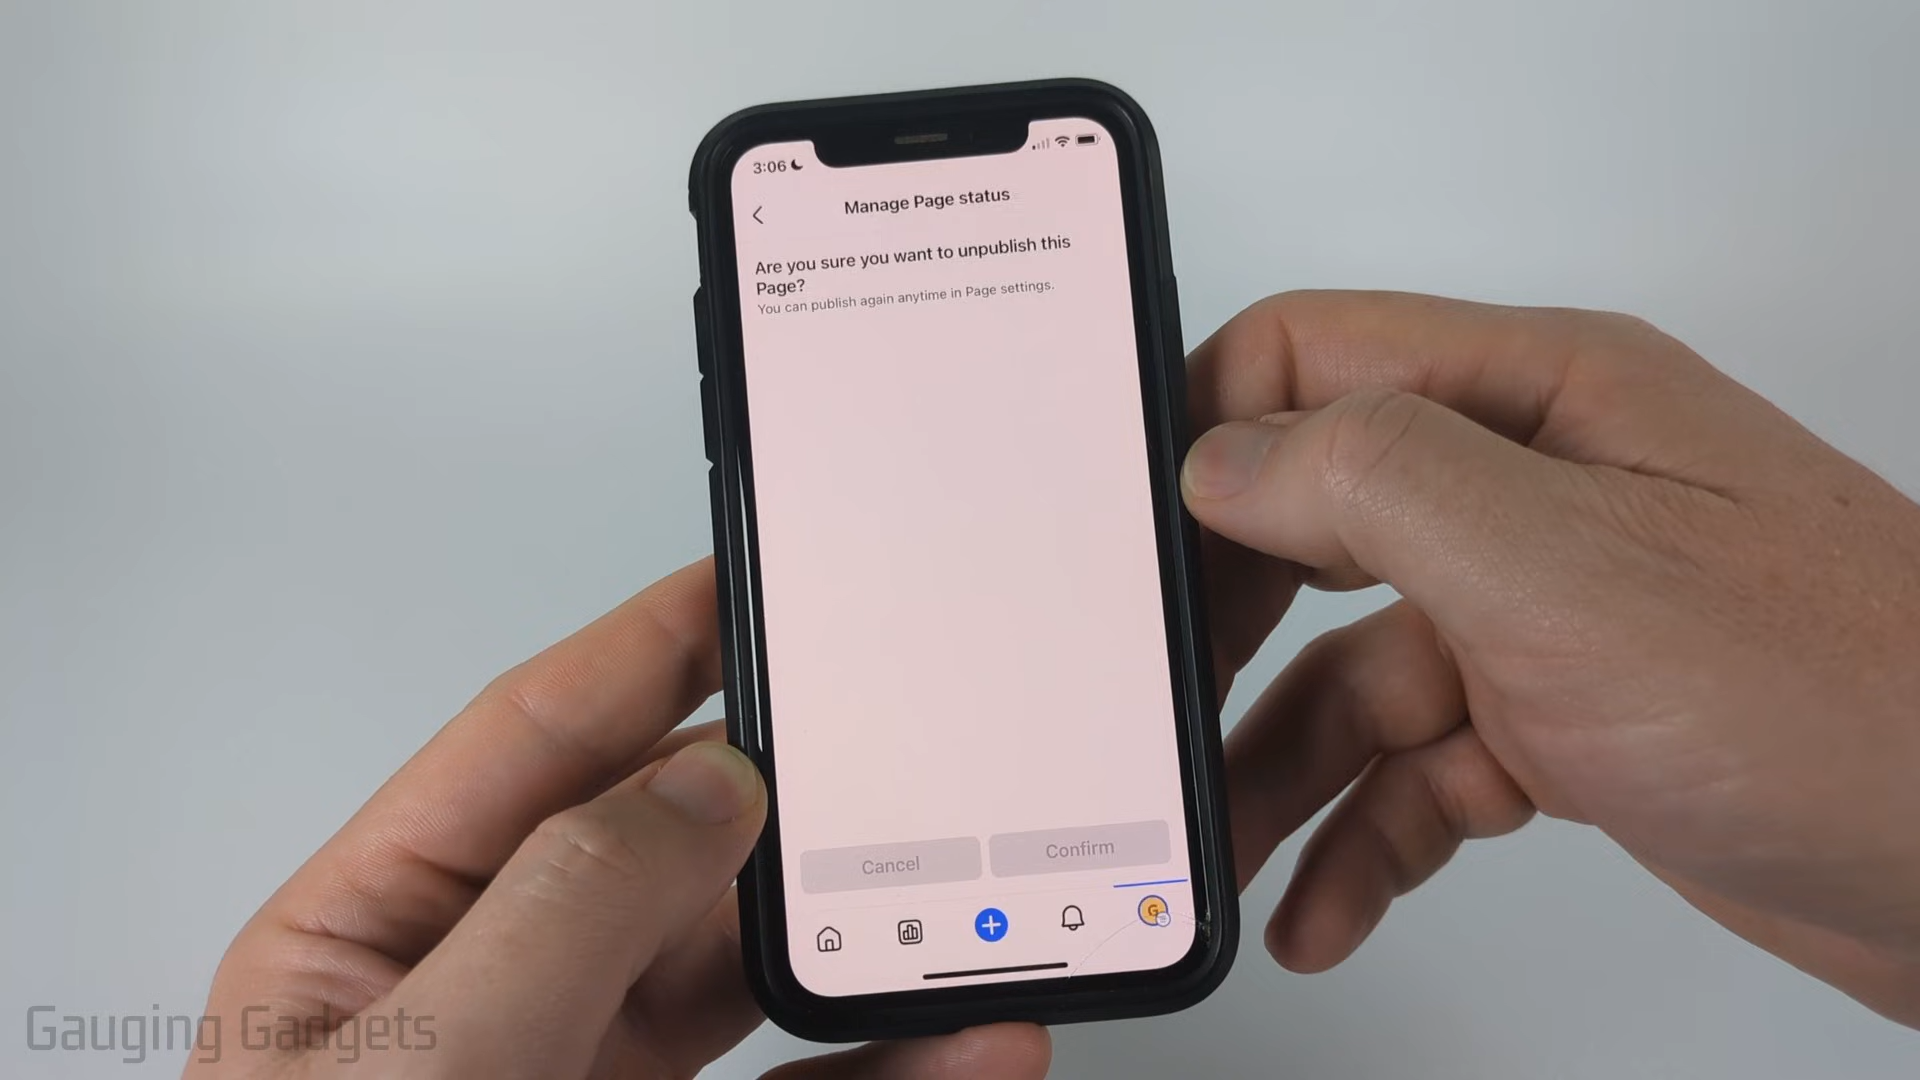 3:06
Manage Page status
Are you sure you want to unpublish this
Page?
You can publish again anytime in Page settings.
Cancel
Confirm
G
Gauging Gadgets